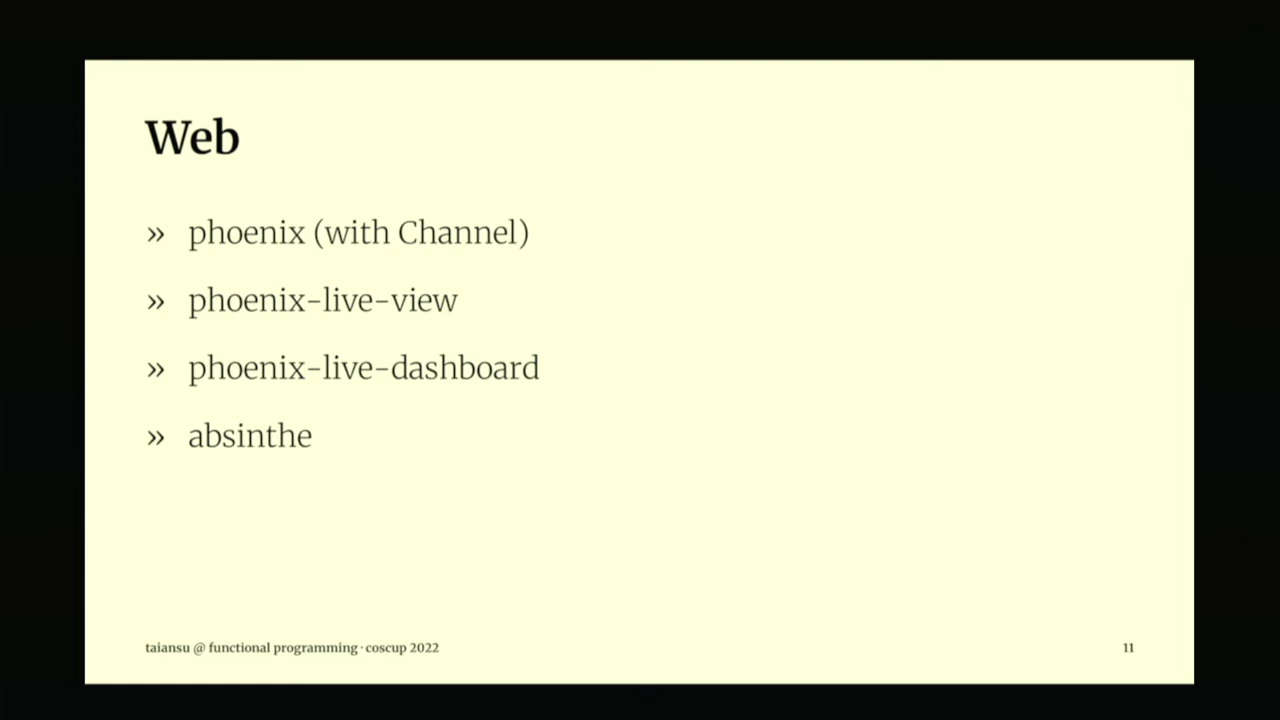 Web
» phoenix (with Channel)
» phoenix-live-view
» phoenix-live-dashboard
» absinthe
taiansu @ functional programming · coscup 2022
11